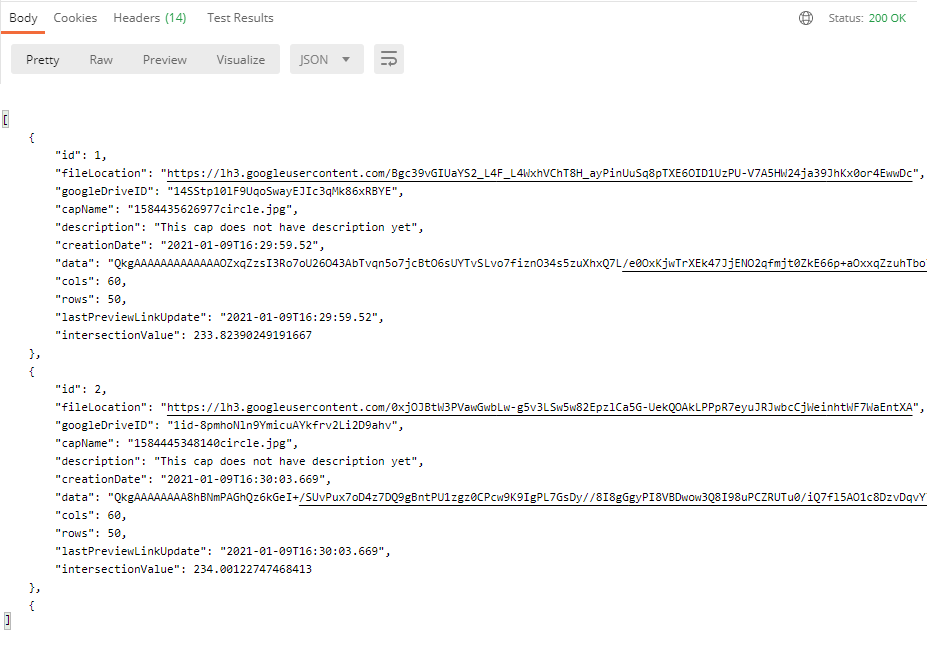 Body Cookies Headers (14) Test Results Status: 200 OK
Pretty Raw Preview Visualize JSON
[
{
"id": 1,
"fileLocation": "https://lh3.googleusercontent.com/Bgc39vGIUaYS2_L4F_L4WxhVChT8H_ayPinUuSq8pTXE6OID1UzPU-V7A5HW24ja39JhKx0or4EwwDc",
"googleDriveID": "14SStp10lF9UqoSwayEJIc3qMk86xRBYE",
"capName": "1584435626977circle.jpg",
"description": "This cap does not have description yet",
"creationDate": "2021-01-09T16:29:59.52",
"data": "QkgAAAAAAAAAAAAAOZxqZzsI3Ro7oU26O43AbTvqn5o7jcBtO6sUYTvSLvo7fiznO34s5zuXhxQ7L/e0OxKjwTrXEk47JjENO2qfmjt0ZkE66p+aOxxqZzuhTbo
"cols": 60,
"rows": 50,
"lastPreviewLinkUpdate": "2021-01-09T16:29:59.52",
"intersectionValue": 233.82390249191667
},
{
"id": 2,
"fileLocation": "https://lh3.googleusercontent.com/0xjOJBtW3PVawGwbLw-g5v3LSw5w82EpzlCa5G-UekQOAkLPPpR7eyuJRJwbcCjWeinhtWF7WaEntXA",
"googleDriveID": "1id-8pmhoNln9YmicuAYkfrv2Li2D9ahv",
"capName": "1584445348140circle.jpg",
"description": "This cap does not have description yet",
"creationDate": "2021-01-09T16:30:03.669",
"data": "QkgAAAAAAAA8hBNmPAGhQz6kGeI+/SUvPux7oD4z7DQ9gBntPU1zgz0CPcw9K9IgPL7GsDy//8I8gGgyPI8VBDwow3Q8I98uPCZRUTu0/iQ7fl5AO1c8DzvDqvY
"cols": 60,
"rows": 50,
"lastPreviewLinkUpdate": "2021-01-09T16:30:03.669",
"intersectionValue": 234.00122747468413
},
{
]